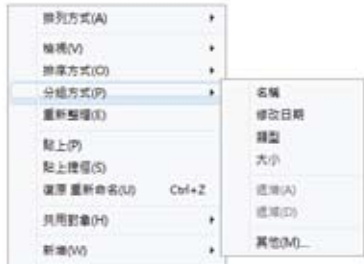 排列方式(A)
檢視(V)
排序方式(O)
分組方式(P)
重新整理(E)
貼上(P)
貼上捷徑(S)
復原 重新命名(U) Ctrl+Z
共用對象(H)
新增(W)
名稱
修改日期
類型
大小
遞增(A)
遞減(D)
其他(M)...